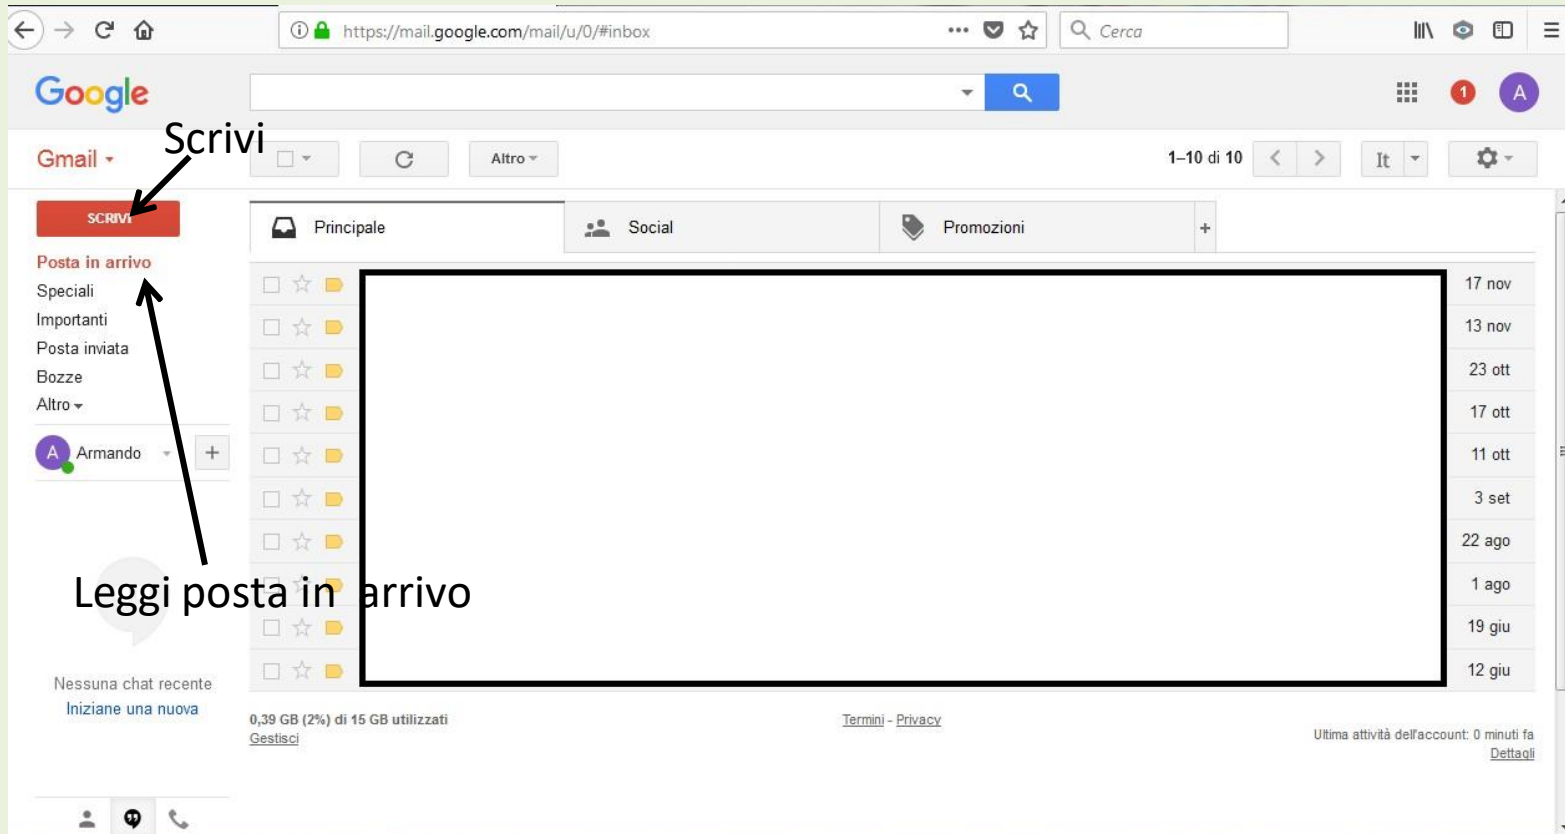 https://mail.google.com/mail/u/0/#inbox
Cerca
Google
1
A
Scrivi
Gmail
Altro
1–10 di 10
It
SCRIVI
Principale
Social
Promozioni
+
Posta in arrivo
Speciali
Importanti
Posta inviata
Bozze
Altro
A Armando +
17 nov
13 nov
23 ott
17 ott
11 ott
3 set
22 ago
1 ago
19 giu
12 giu
Leggi posta in arrivo
Nessuna chat recente
Iniziane una nuova
0,39 GB (2%) di 15 GB utilizzati
Gestisci
Termini - Privacy
Ultima attività dell'account: 0 minuti fa
Dettagli